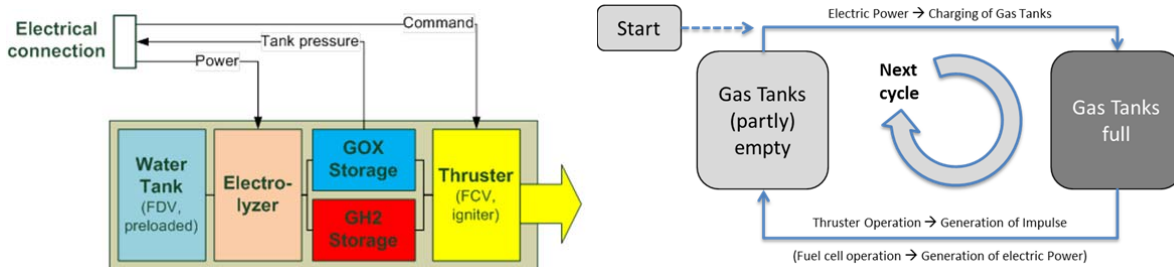 Electrical
connection
Command
Tank pressure
Power
Water
Tank
(FDV,
preloaded)
Electro-
lyzer
GOX
Storage
GH2
Storage
Thruster
(FCV,
igniter)
Start
Electric Power → Charging of Gas Tanks
Gas Tanks
(partly)
empty
Next
cycle
Gas Tanks
full
Thruster Operation → Generation of Impulse
(Fuel cell operation → Generation of electric Power)